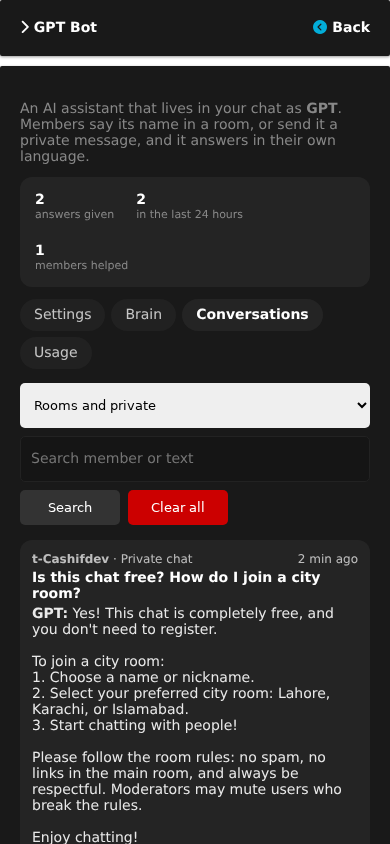 GPT Bot
Back
An AI assistant that lives in your chat as GPT.
Members say its name in a room, or send it a
private message, and it answers in their own
language.
2
answers given
2
in the last 24 hours
1
members helped
Settings
Brain
Conversations
Usage
Rooms and private
Search member or text
Search
Clear all
t-Cashifdev · Private chat
2 min ago
Is this chat free? How do I join a city
room?
GPT: Yes! This chat is completely free, and
you don't need to register.
To join a city room:
1. Choose a name or nickname.
2. Select your preferred city room: Lahore,
Karachi, or Islamabad.
3. Start chatting with people!
Please follow the room rules: no spam, no
links in the main room, and always be
respectful. Moderators may mute users who
break the rules.
Enjoy chatting!